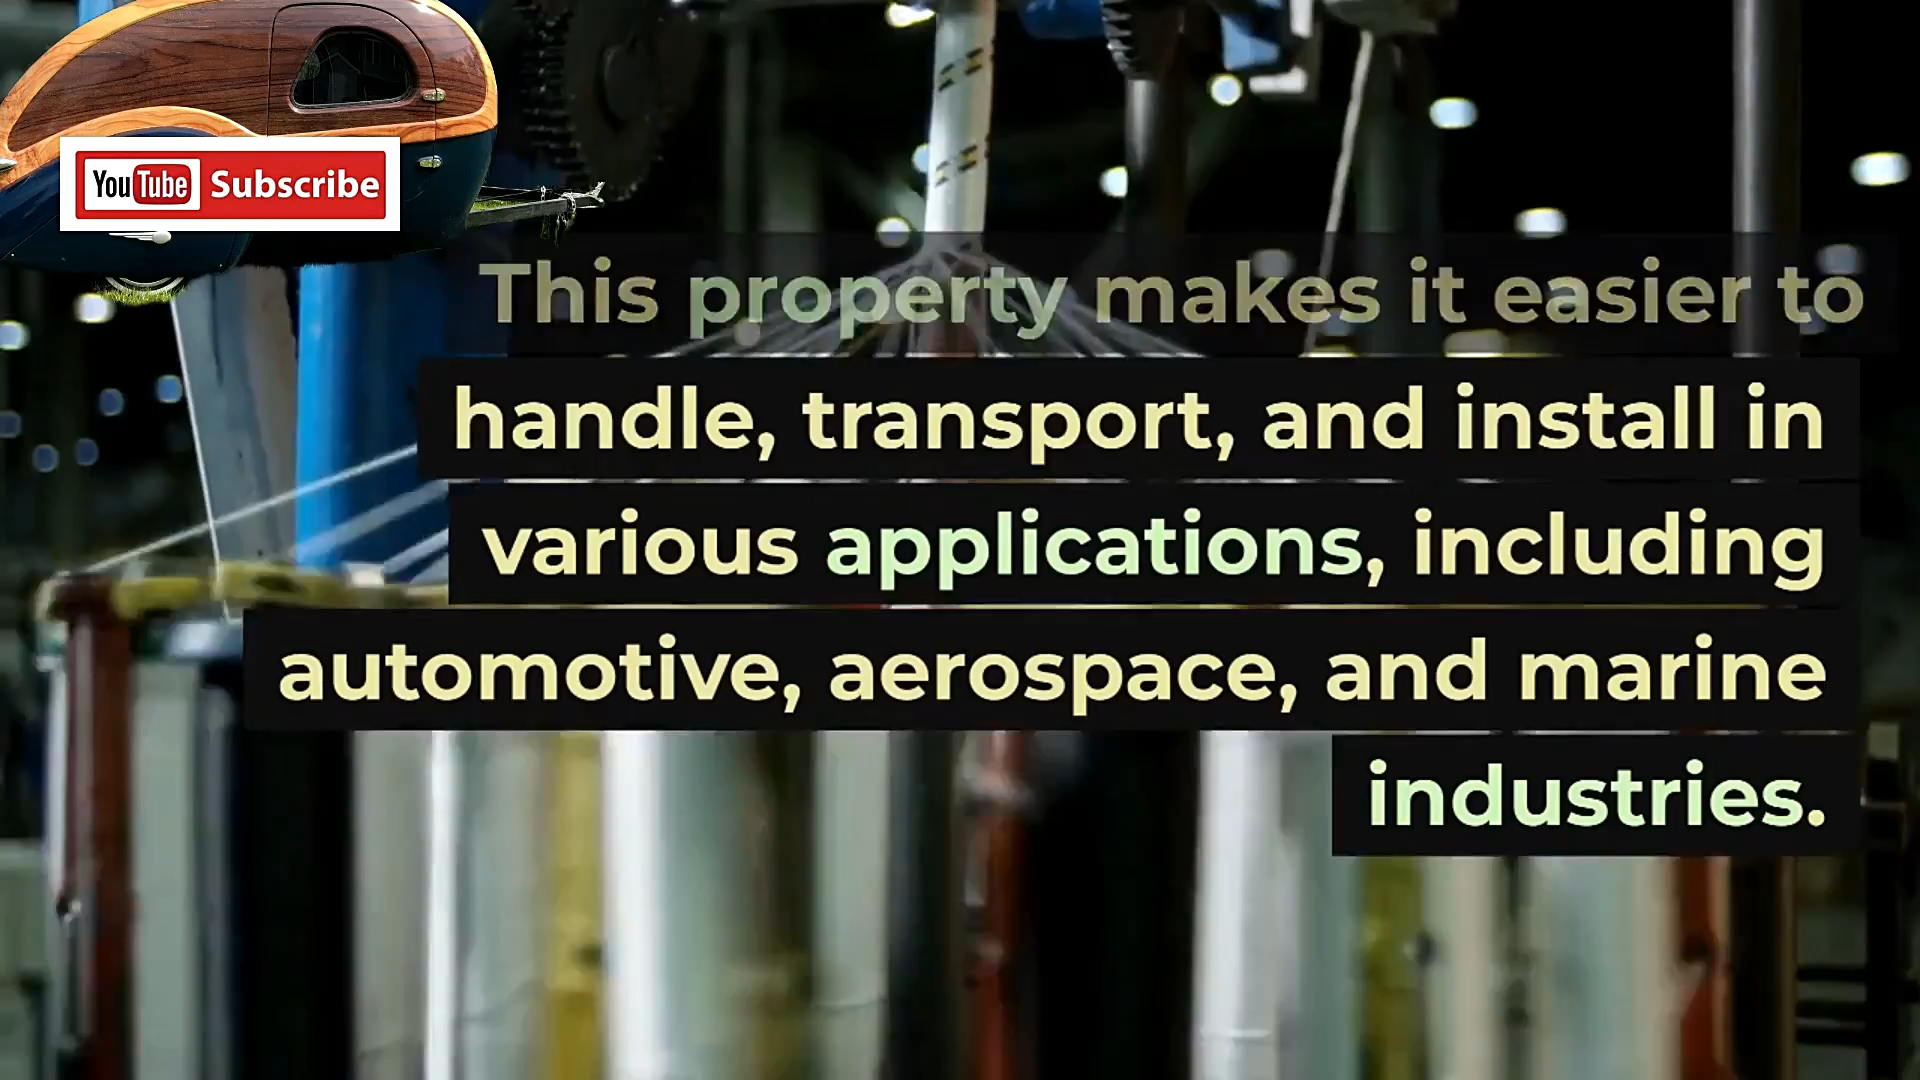 YouTube Subscribe
This property makes it easier to
handle, transport, and install in
various applications, including
automotive, aerospace, and marine
industries.